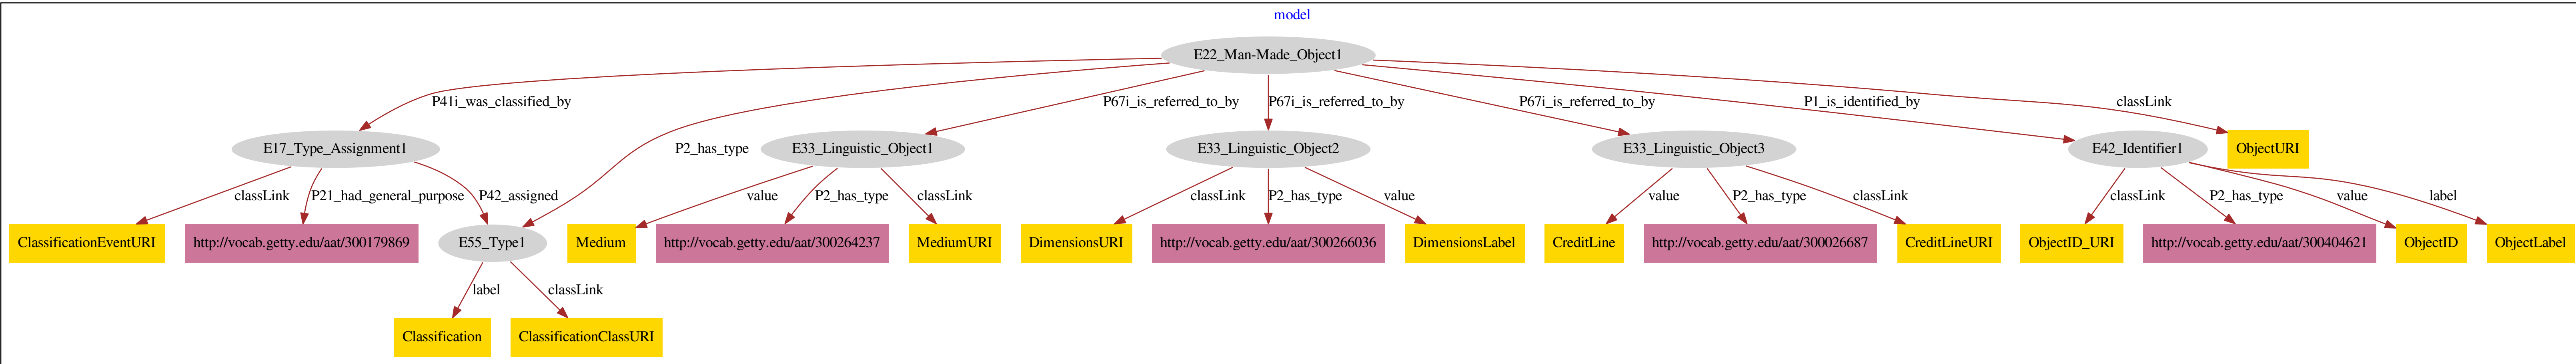 model
E22_Man-Made_Object1
P41i_was_classified_by
P67i_is_referred_to_by
P67i_is_referred_to_by
P67i_is_referred_to_by
P1_is_identified_by
classLink
E17_Type_Assignment1
P2_has_type
E33_Linguistic_Object1
E33_Linguistic_Object2
E33_Linguistic_Object3
E42_Identifier1
ObjectURI
classLink
P21_had_general_purpose
P42_assigned
value
P2_has_type
classLink
classLink
P2_has_type
value
value
P2_has_type
classLink
classLink
P2_has_type
value
label
ClassificationEventURI
http://vocab.getty.edu/aat/300179869
E55_Type1
Medium
http://vocab.getty.edu/aat/300264237
MediumURI
DimensionsURI
http://vocab.getty.edu/aat/300266036
DimensionsLabel
CreditLine
http://vocab.getty.edu/aat/300026687
CreditLineURI
ObjectID_URI
http://vocab.getty.edu/aat/300404621
ObjectID
ObjectLabel
label
classLink
Classification
ClassificationClassURI